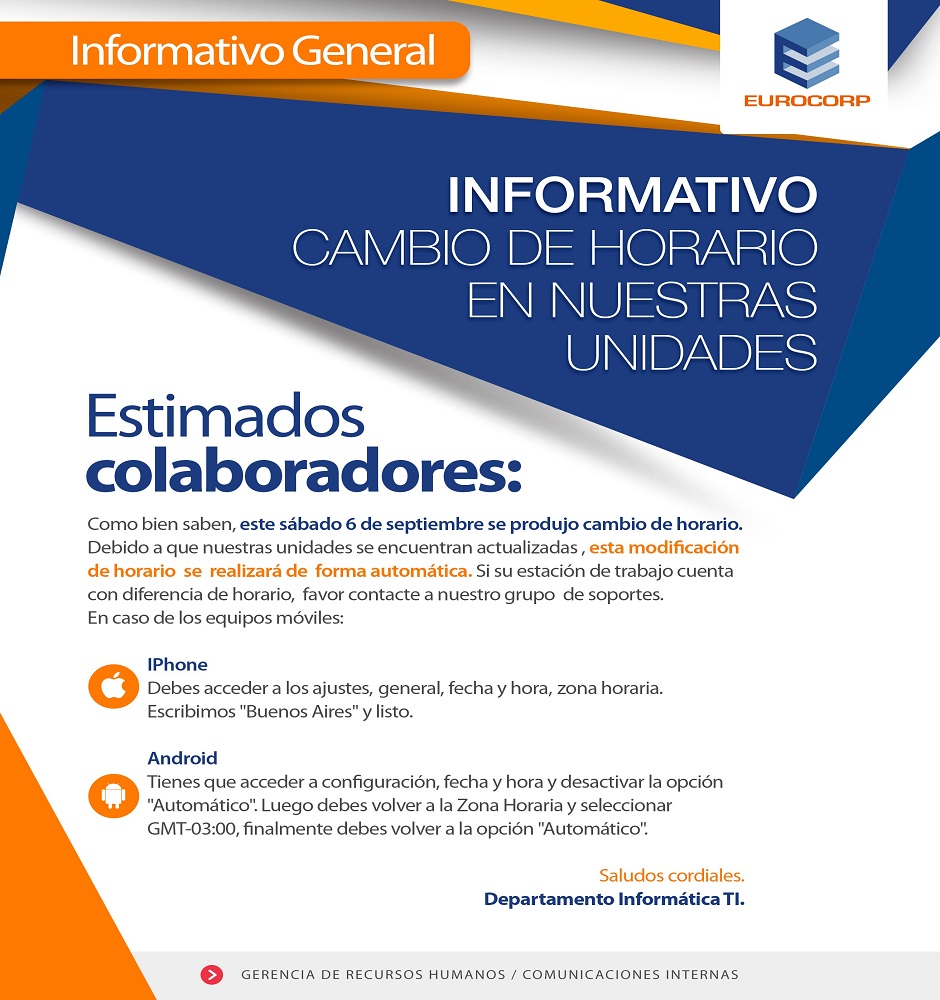 Informativo General
EUROCORP
INFORMATIVO
CAMBIO DE HORARIO
EN NUESTRAS
UNIDADES
Estimados
colaboradores:
Como bien saben, este sábado 6 de septiembre se produjo cambio de horario.
Debido a que nuestras unidades se encuentran actualizadas , esta modificación
de horario se realizará de forma automática. Si su estación de trabajo cuenta
con diferencia de horario, favor contacte a nuestro grupo de soportes.
En caso de los equipos móviles:
IPhone
Debes acceder a los ajustes, general, fecha y hora, zona horaria.
Escribimos "Buenos Aires" y listo.
Android
Tienes que acceder a configuración, fecha y hora y desactivar la opción
"Automático". Luego debes volver a la Zona Horaria y seleccionar
GMT-03:00, finalmente debes volver a la opción "Automático".
Saludos cordiales.
Departamento Informática TI.
GERENCIA DE RECURSOS HUMANOS / COMUNICACIONES INTERNAS